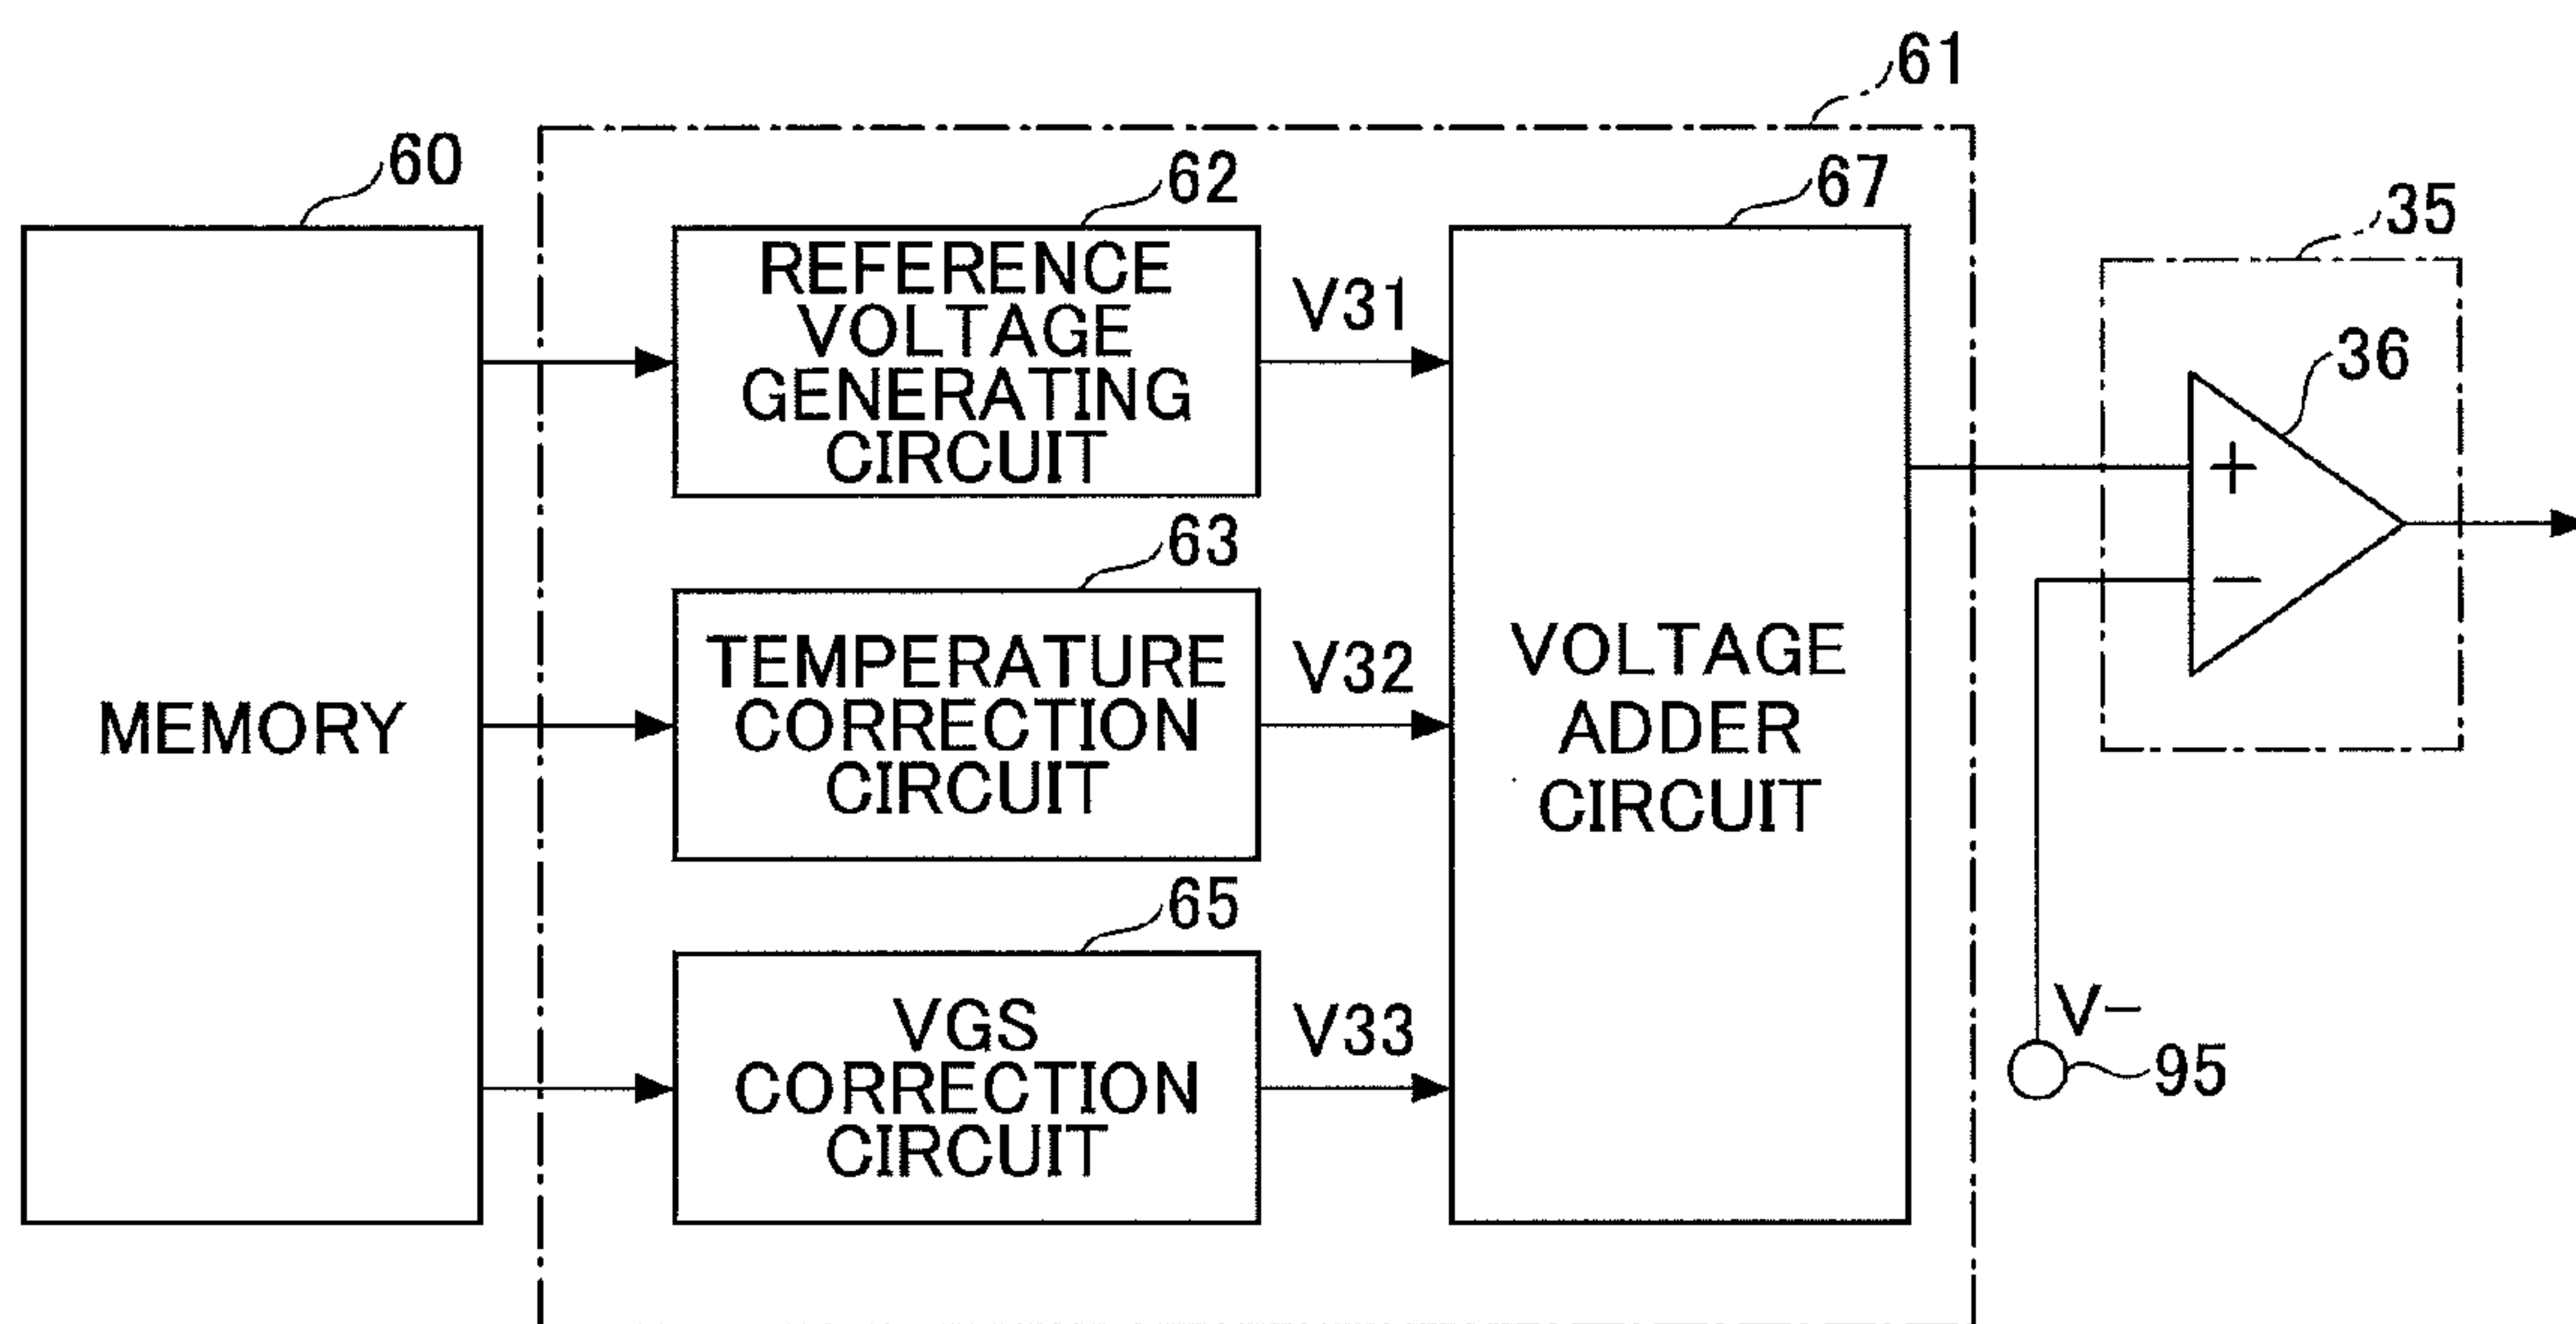 61
60
62
67
35
REFERENCE
VOLTAGE
GENERATING
CIRCUIT
V31
36
+
−
63
TEMPERATURE
CORRECTION
CIRCUIT
V32
MEMORY
VOLTAGE
ADDER
CIRCUIT
65
VGS
CORRECTION
CIRCUIT
V33
V−
95